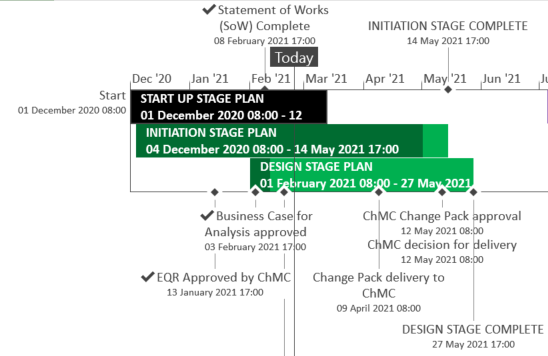 Statement of Works
(SoW) Complete
08 February 2021 17:00
INITIATION STAGE COMPLETE
14 May 2021 17:00
Today
Dec '20 Jan '21 Feb '21 Mar '21 Apr '21 May '21 Jun '21
Start
01 December 2020 08:00
START UP STAGE PLAN
01 December 2020 08:00 - 12
INITIATION STAGE PLAN
04 December 2020 08:00 - 14 May 2021 17:00
DESIGN STAGE PLAN
01 February 2021 08:00 - 27 May 2021
Business Case for
Analysis approved
03 February 2021 17:00
ChMC Change Pack approval
12 May 2021 08:00
ChMC decision for delivery
12 May 2021 08:00
EQR Approved by ChMC
13 January 2021 17:00
Change Pack delivery to
ChMC
09 April 2021 08:00
DESIGN STAGE COMPLETE
27 May 2021 17:00